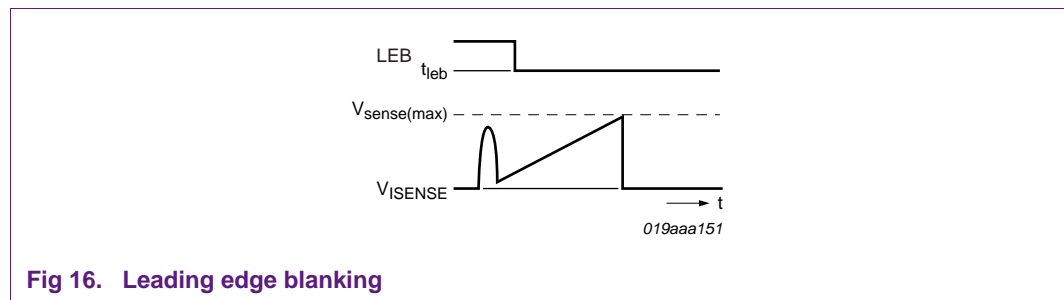 LEB
tleb
Vsense(max)
VISENSE
t
019aaa151
Fig 16. Leading edge blanking